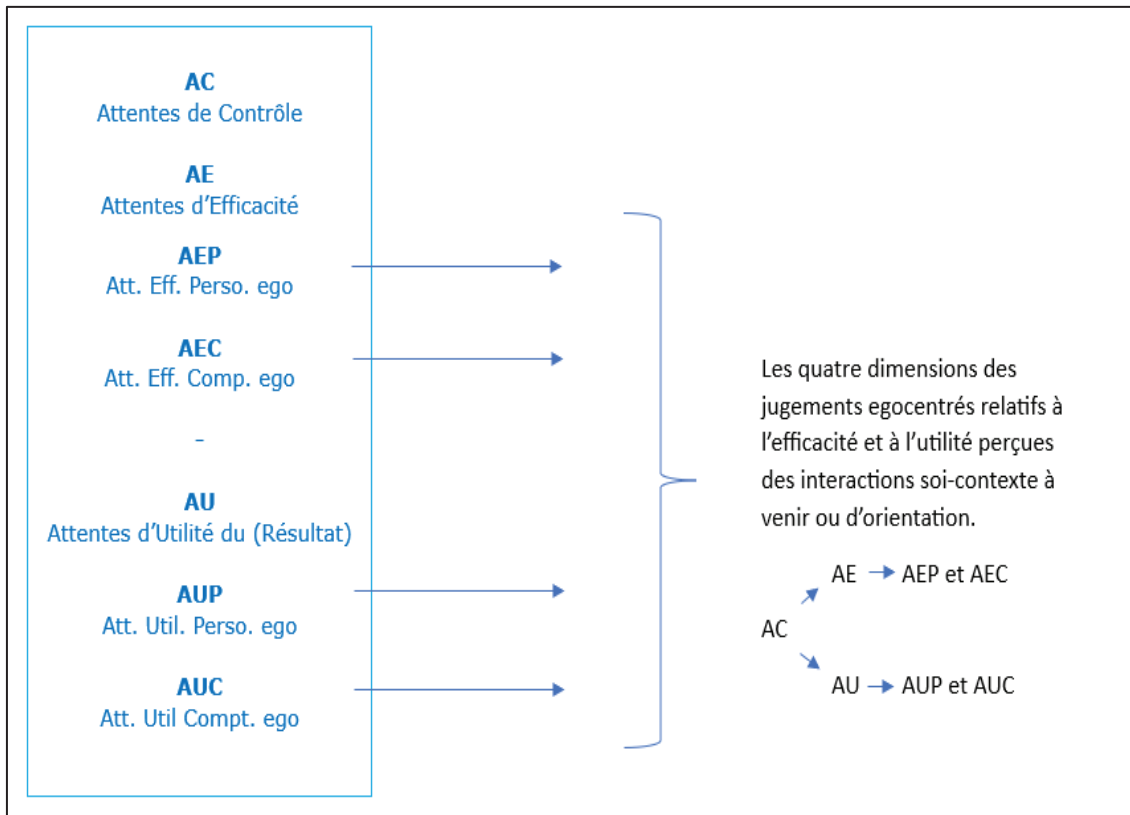 AC
Attentes de Contrôle
AE
Attentes d'Efficacité
AEP
Att. Eff. Perso. ego
AEC
Att. Eff. Comp. ego
-
AU
Attentes d'Utilité du (Résultat)
AUP
Att. Util. Perso. ego
AUC
Att. Util Compt. ego
Les quatre dimensions des
jugements egocentrés relatifs à
l'efficacité et à l'utilité perçues
des interactions soi-contexte à
venir ou d'orientation.
AE → AEP et AEC
AC
AU → AUP et AUC